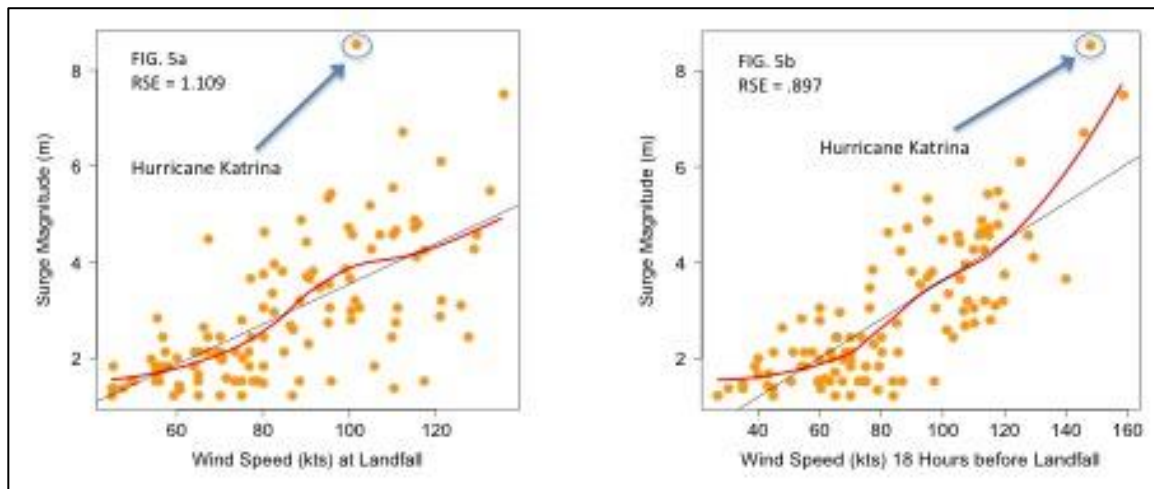 FIG. 5a
RSE = 1.109
Hurricane Katrina
Surge Magnitude (m)
8
6
4
2
60 80 100 120
Wind Speed (kts) at Landfall
FIG. 5b
RSE = .897
Hurricane Katrina
Surge Magnitude (m)
8
6
4
2
40 60 80 100 120 140 160
Wind Speed (kts) 18 Hours before Landfall